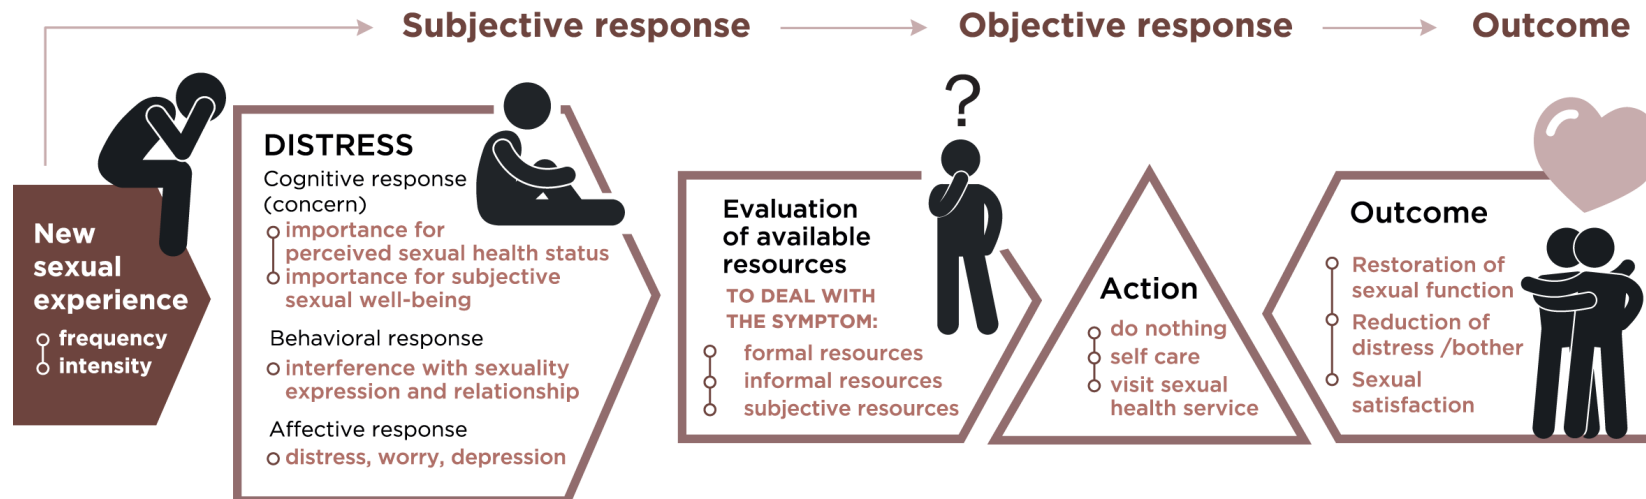 Subjective response
Objective response
Outcome
New
sexual
experience
frequency
intensity
DISTRESS
Cognitive response
(concern)
importance for
perceived sexual health status
importance for subjective
sexual well-being
Behavioral response
interference with sexuality
expression and relationship
Affective response
distress, worry, depression
?
Evaluation
of available
resources
TO DEAL WITH
THE SYMPTOM:
formal resources
informal resources
subjective resources
Action
do nothing
self care
visit sexual
health service
Outcome
Restoration of
sexual function
Reduction of
distress /bother
Sexual
satisfaction